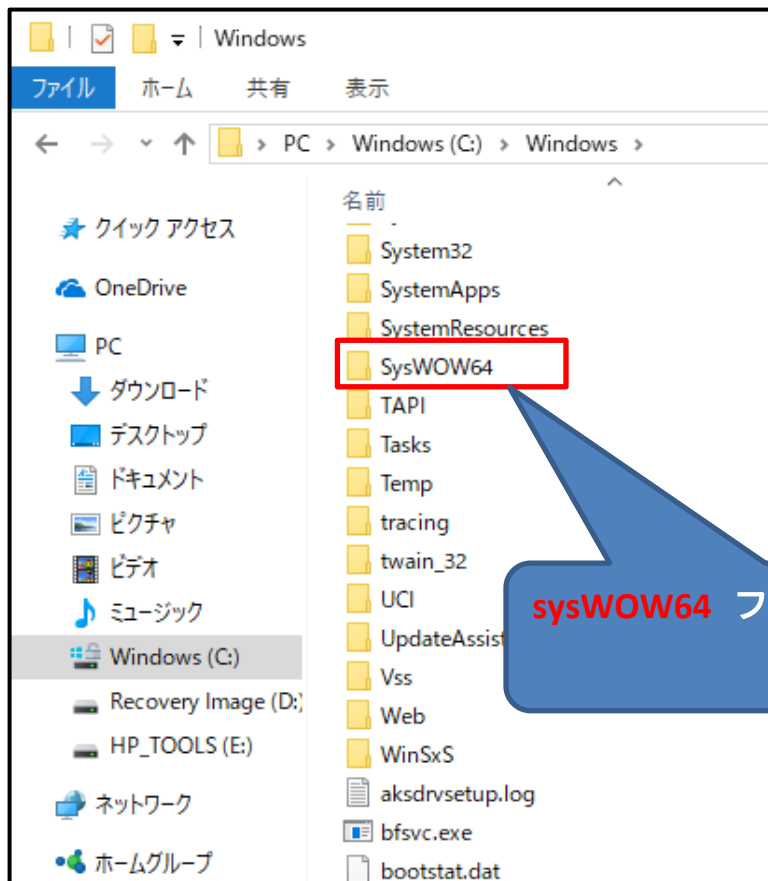 Windows
ファイル ホーム 共有 表示
PC > Windows (C:) > Windows >
名前
クイック アクセス
OneDrive
PC
ダウンロード
デスクトップ
ドキュメント
ピクチャ
ビデオ
ミュージック
Windows (C:)
Recovery Image (D:)
HP_TOOLS (E:)
ネットワーク
ホームグループ
System32
SystemApps
SystemResources
SysWOW64
TAPI
Tasks
Temp
tracing
twain_32
UCI
UpdateAssist
Vss
Web
WinSxS
aksdrvsetup.log
bfsvc.exe
bootstat.dat
sysWOW64 フ